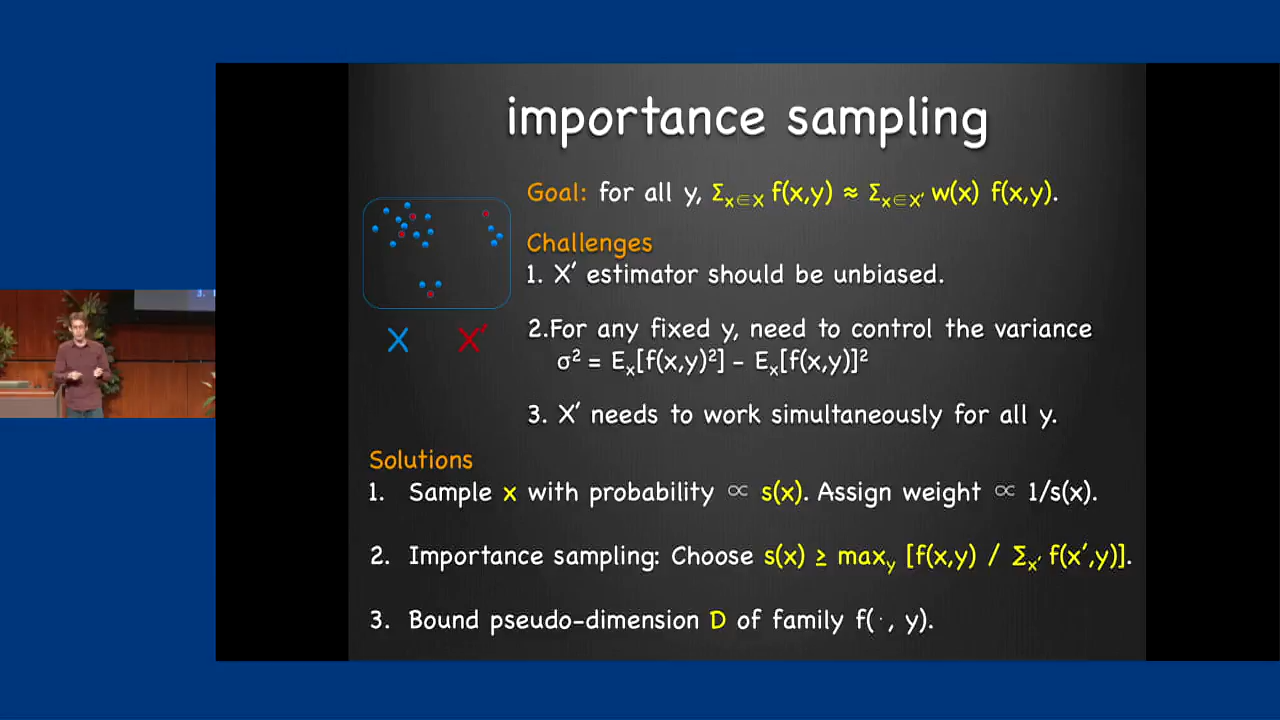 importance sampling
Goal: for all y, Σx∈X f(x,y) ≈ Σx∈X′ w(x) f(x,y).
Challenges
1. X′ estimator should be unbiased.
2.For any fixed y, need to control the variance
σ² = Ex[f(x,y)²] – Ex[f(x,y)]²
3. X′ needs to work simultaneously for all y.
X X′
Solutions
1. Sample x with probability ∝ s(x). Assign weight ∝ 1/s(x).
2. Importance sampling: Choose s(x) ≥ maxy [f(x,y) / Σx′ f(x′,y)].
3. Bound pseudo-dimension D of family f(· , y).